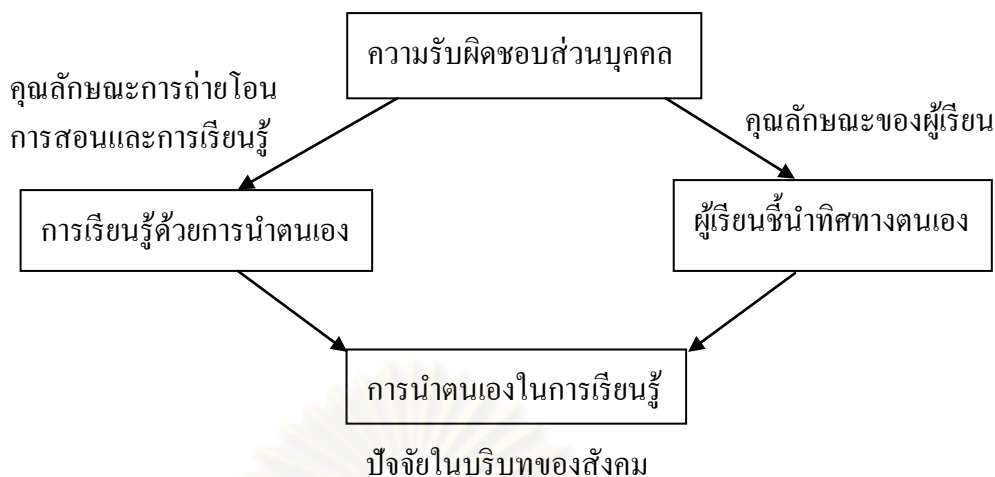 ความรับผิดชอบส่วนบุคคล
คุณลักษณะการถ่ายโอน
การสอนและการเรียนรู้
คุณลักษณะของผู้เรียน
การเรียนรู้ด้วยการนำตนเอง
ผู้เรียนชี้นำทิศทางตนเอง
การนำตนเองในการเรียนรู้
ปัจจัยในบริบทของสังคม